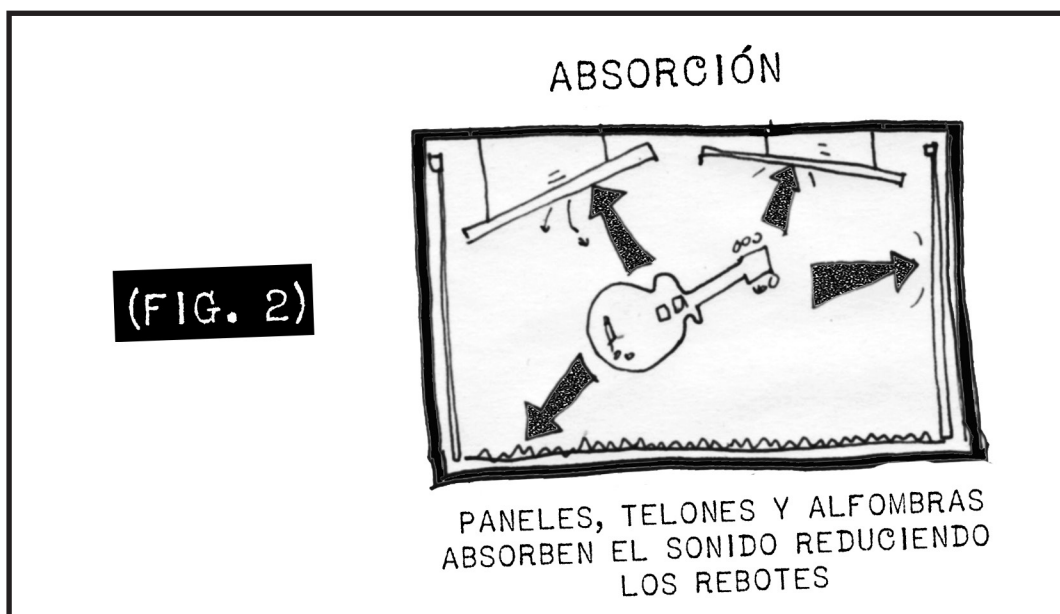 ABSORCIÓN
(FIG. 2)
PANELES, TELONES Y ALFOMBRAS
ABSORBEN EL SONIDO REDUCIENDO
LOS REBOTES